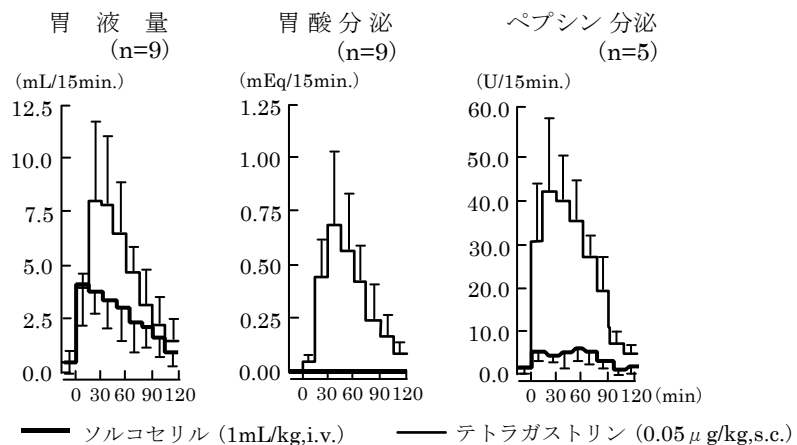 胃　液　量
(n=9)
胃 酸 分 泌
(n=9)
ペプシン 分泌
(n=5)
(mL/15min.)
12.5
10.0
7.5
5.0
2.5
0.0
0 30 60 90 120
(mEq/15min.)
1.25
1.00
0.75
0.50
0.25
0.00
0 30 60 90 120
(U/15min.)
60.0
50.0
40.0
30.0
20.0
10.0
0.0
0 30 60 90 120 (min)
ソルコセリル (1mL/kg,i.v.)
テトラガストリン (0.05 μ g/kg,s.c.)